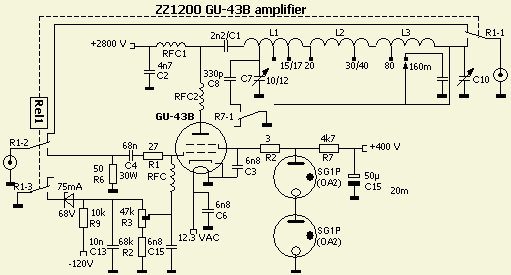 ZZ1200 GU-43B amplifier
+2800 V
RFC1
2n2/C1
L1
L2
L3
R1-1
4n7
C2
330p
C8
C7
10/12
15/17
20
30/40
80
160m
C10
RFC2
R7-1
Rel1
GU-43B
R1-2
68n
C4
27
R1
3
R2
4k7
R7
+400 V
50
R6
30W
RFC
6n8
C3
SG1P
(OA2)
50µ
C15
20m
R1-3
75mA
68V
10k
R9
47k
R3
6n8
C6
10n
C13
68k
R2
6n8
C15
12.3 VAC
SG1P
(OA2)
-120V